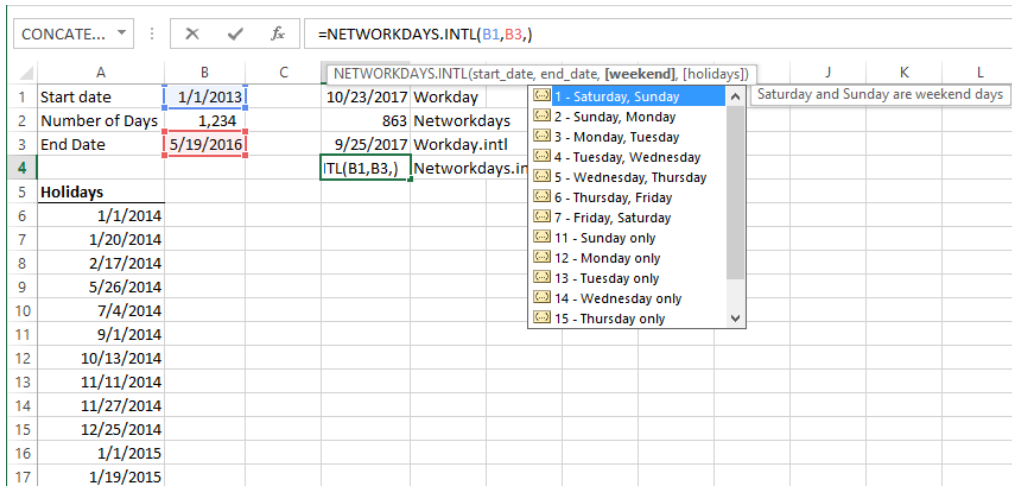 CONCATE... fx =NETWORKDAYS.INTL(B1,B3,)
NETWORKDAYS.INTL(start_date, end_date, [weekend], [holidays])
A B C J K L
1 Start date 1/1/2013 10/23/2017 Workday
2 Number of Days 1,234 863 Networkdays
3 End Date 5/19/2016 9/25/2017 Workday.intl
4 ITL(B1,B3,) Networkdays.in
5 Holidays
6 1/1/2014
7 1/20/2014
8 2/17/2014
9 5/26/2014
10 7/4/2014
11 9/1/2014
12 10/13/2014
13 11/11/2014
14 11/27/2014
15 12/25/2014
16 1/1/2015
17 1/19/2015
1 - Saturday, Sunday
2 - Sunday, Monday
3 - Monday, Tuesday
4 - Tuesday, Wednesday
5 - Wednesday, Thursday
6 - Thursday, Friday
7 - Friday, Saturday
11 - Sunday only
12 - Monday only
13 - Tuesday only
14 - Wednesday only
15 - Thursday only
Saturday and Sunday are weekend days